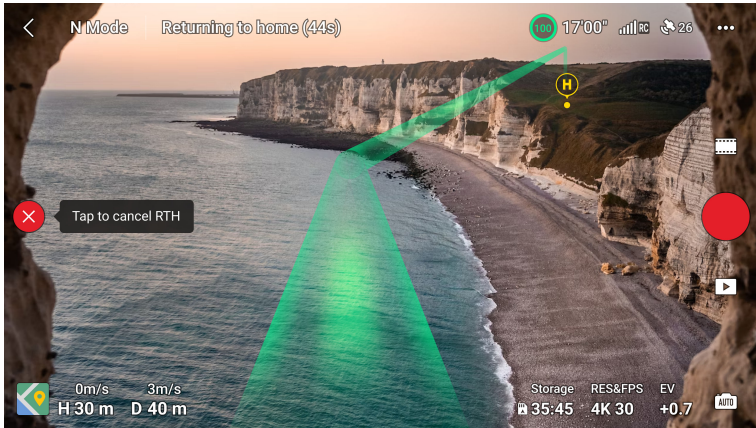 N Mode
Returning to home (44s)
100
17'00"
RC
26
H
Tap to cancel RTH
0m/s
3m/s
H 30 m
D 40 m
Storage
RES&FPS
EV
35:45
4K 30
+0.7
AUTO